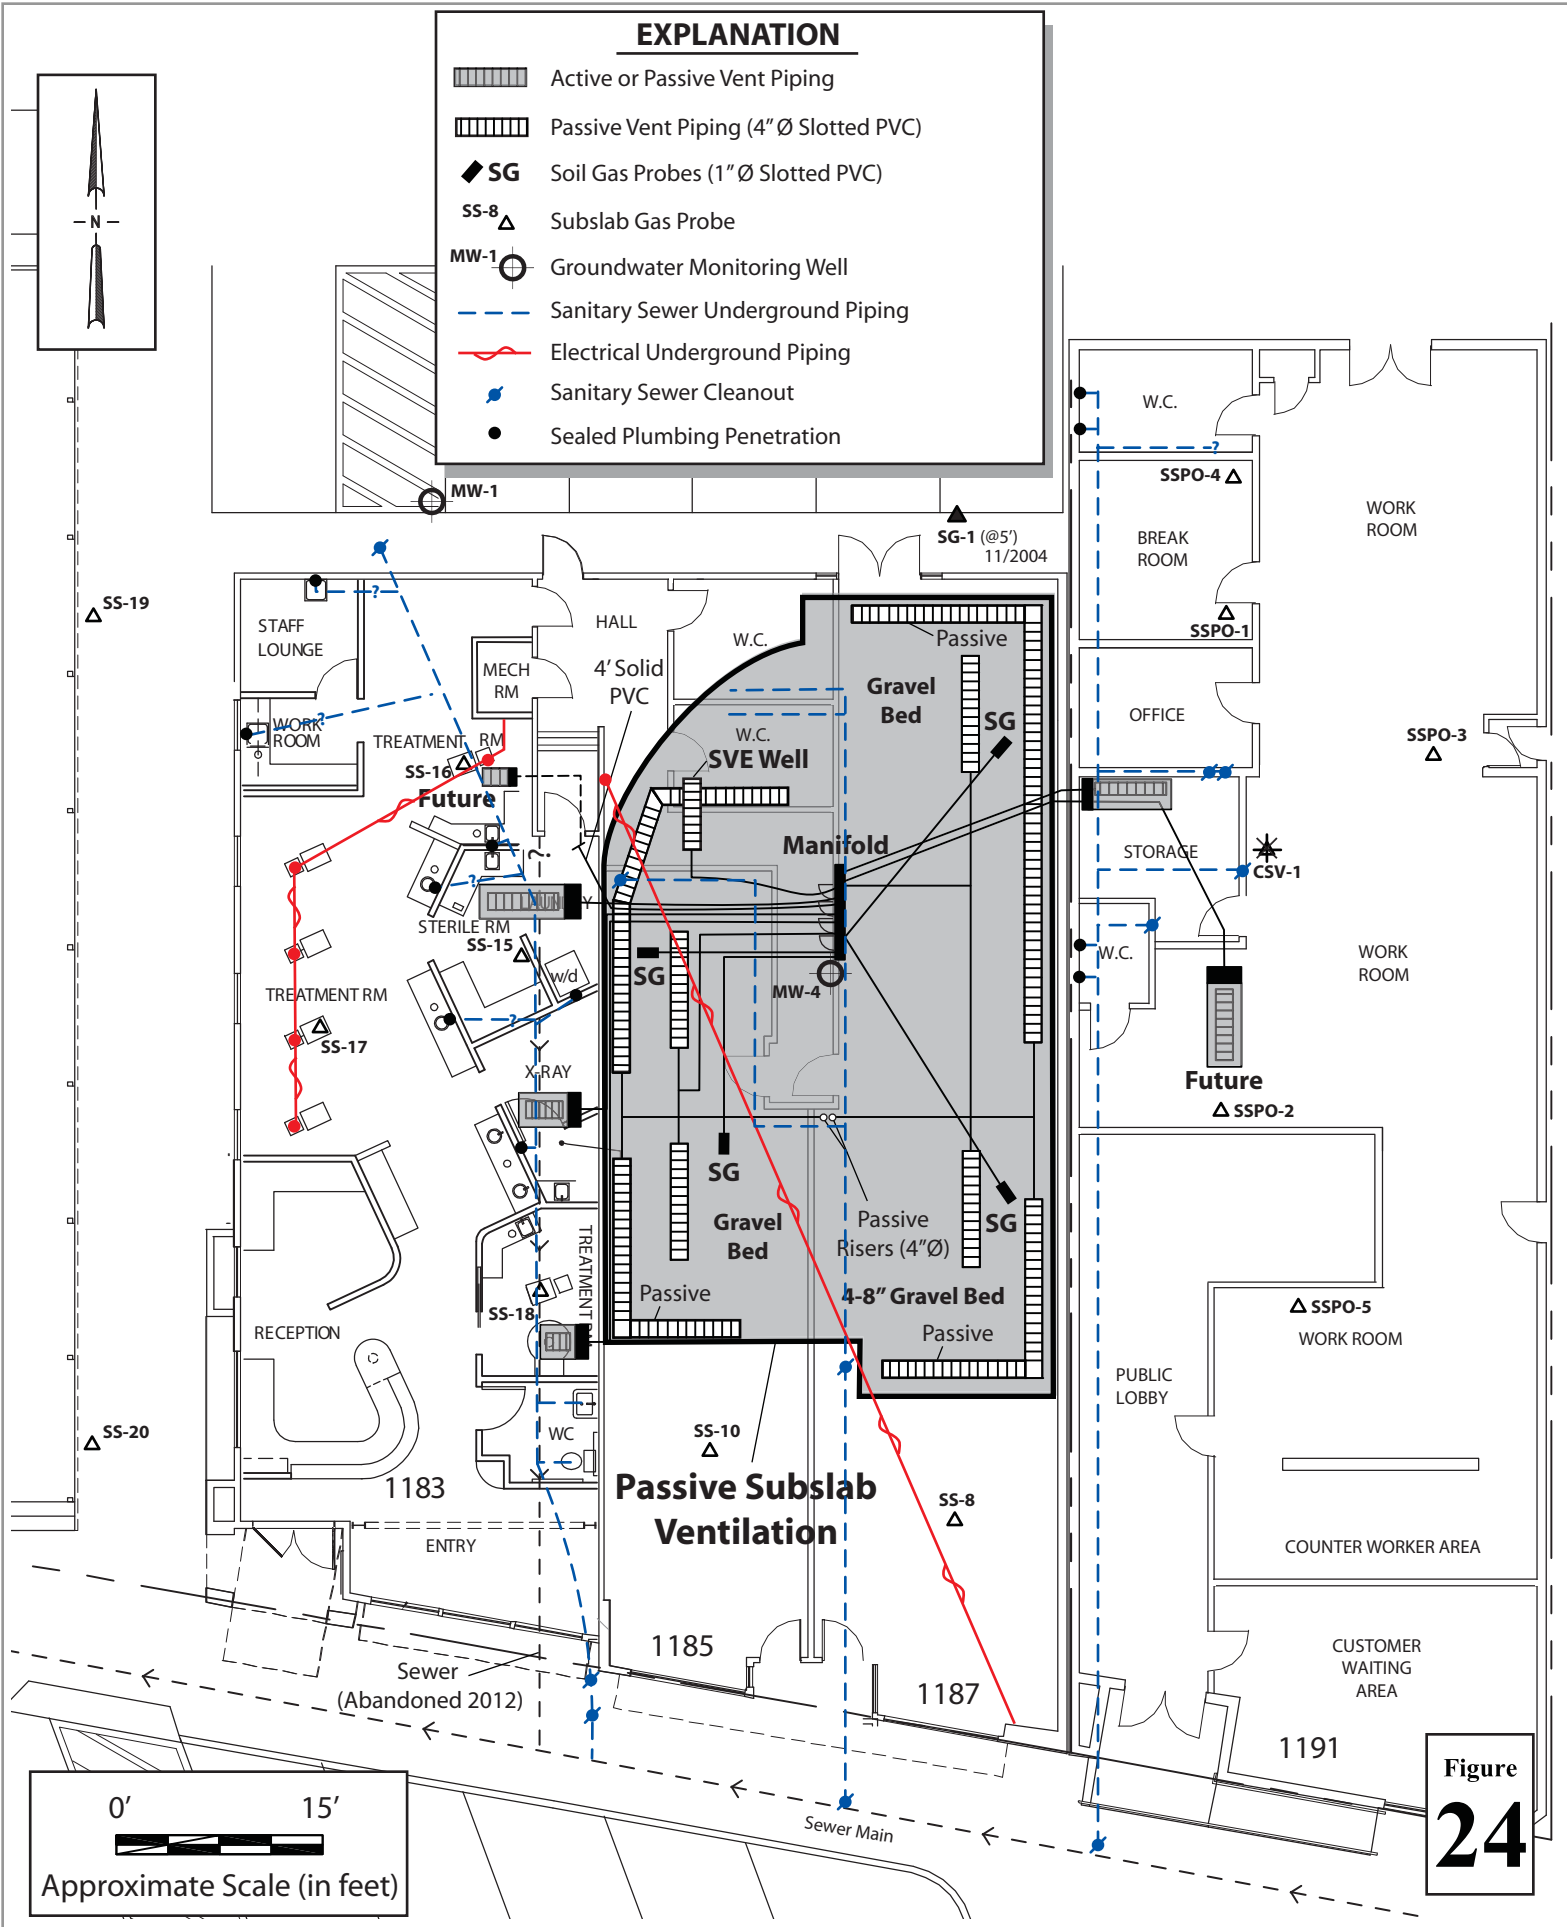 EXPLANATION
Active or Passive Vent Piping
Passive Vent Piping (4” Ø Slotted PVC)
SG
Soil Gas Probes (1” Ø Slotted PVC)
SS-8
Subslab Gas Probe
MW-1
Groundwater Monitoring Well
Sanitary Sewer Underground Piping
Electrical Underground Piping
Sanitary Sewer Cleanout
Sealed Plumbing Penetration
N
MW-1
SG-1 (@5’)
11/2004
W.C.
?
SSPO-4
BREAK
ROOM
WORK
ROOM
SSPO-1
OFFICE
SSPO-3
STORAGE
CSV-1
W.C.
WORK
ROOM
Future
SSPO-2
SSPO-5
WORK ROOM
PUBLIC
LOBBY
COUNTER WORKER AREA
CUSTOMER
WAITING
AREA
1191
SS-19
SS-20
?
STAFF
LOUNGE
HALL
MECH
RM
4’ Solid
PVC
W.C.
Passive
Gravel
Bed
SG
?
WORK
ROOM
TREATMENT RM
SS-16
Future
W.C.
SVE Well
Manifold
?
?
LAUNDRY
STERILE RM
SS-15
w/d
SG
MW-4
TREATMENT RM
SS-17
?
X-RAY
SG
SG
Gravel
Bed
Passive
Risers (4”Ø)
TREATMENT R
SS-18
Passive
4-8” Gravel Bed
Passive
RECEPTION
WC
SS-10
Passive Subslab
Ventilation
SS-8
1183
ENTRY
1185
1187
Sewer
(Abandoned 2012)
Sewer Main
0’ 15’
Approximate Scale (in feet)
Figure
24